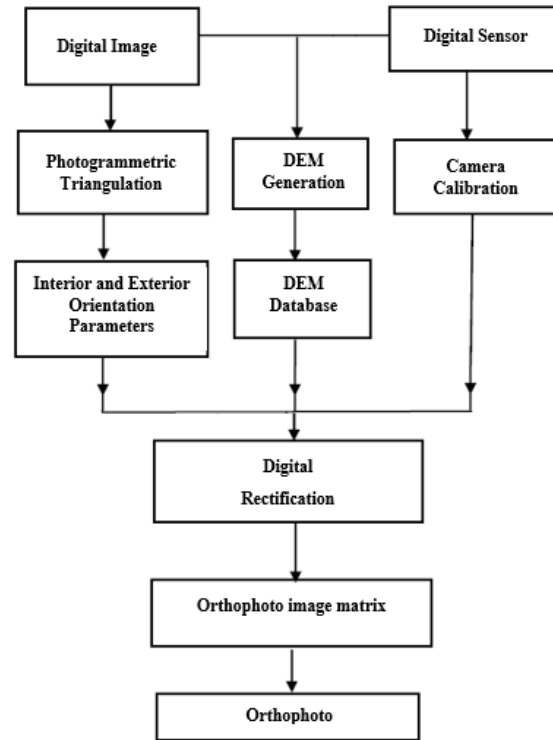 Digital Image
Digital Sensor
Photogrammetric
Triangulation
DEM
Generation
Camera
Calibration
Interior and Exterior
Orientation
Parameters
DEM
Database
Digital
Rectification
Orthophoto image matrix
Orthophoto